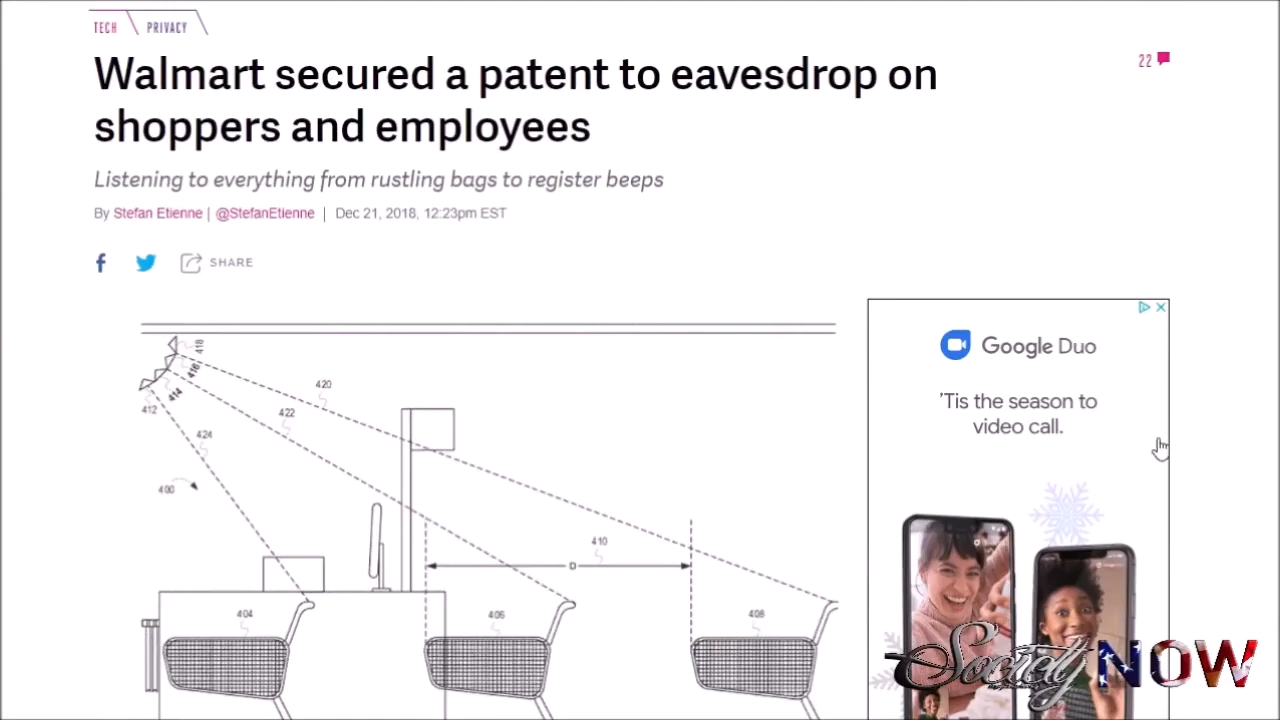 TECH PRIVACY
Walmart secured a patent to eavesdrop on
shoppers and employees
22
Listening to everything from rustling bags to register beeps
By Stefan Etienne | @StefanEtienne | Dec 21, 2018, 12:23pm EST
SHARE
Google Duo
'Tis the season to
video call.
418
416
414
412
420
422
424
400
410
D
404
406
408
Society NOW